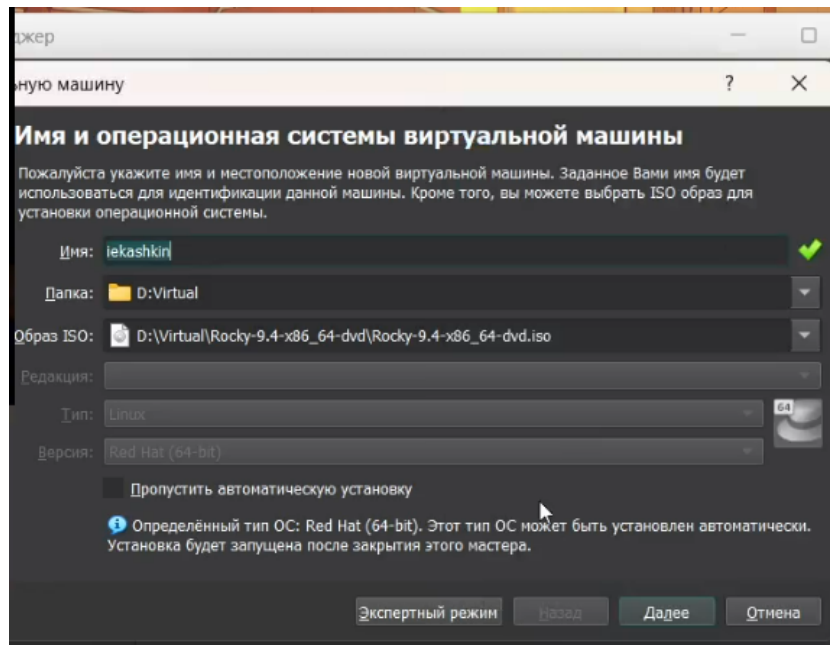 джер
ьную машину
?
Имя и операционная системы виртуальной машины
Пожалуйста укажите имя и местоположение новой виртуальной машины. Заданное Вами имя будет
использоваться для идентификации данной машины. Кроме того, вы можете выбрать ISO образ для
установки операционной системы.
Имя: iekashkin
Папка: D:Virtual
Образ ISO: D:\Virtual\Rocky-9.4-x86_64-dvd\Rocky-9.4-x86_64-dvd.iso
Редакция:
Тип: Linux
64
Версия: Red Hat (64-bit)
Пропустить автоматическую установку
Определённый тип ОС: Red Hat (64-bit). Этот тип ОС может быть установлен автоматически.
Установка будет запущена после закрытия этого мастера.
Экспертный режим Назад Далее Отмена